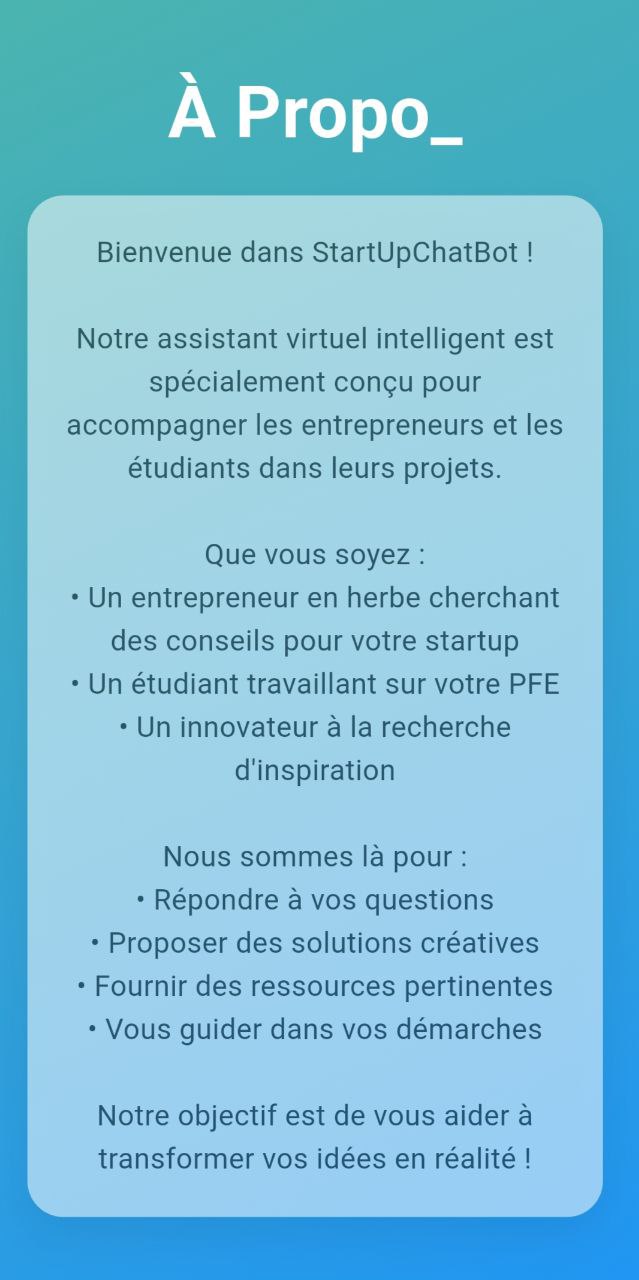 À Propo_
Bienvenue dans StartUpChatBot !
Notre assistant virtuel intelligent est
spécialement conçu pour
accompagner les entrepreneurs et les
étudiants dans leurs projets.
Que vous soyez :
• Un entrepreneur en herbe cherchant
des conseils pour votre startup
• Un étudiant travaillant sur votre PFE
• Un innovateur à la recherche
d'inspiration
Nous sommes là pour :
• Répondre à vos questions
• Proposer des solutions créatives
• Fournir des ressources pertinentes
• Vous guider dans vos démarches
Notre objectif est de vous aider à
transformer vos idées en réalité !